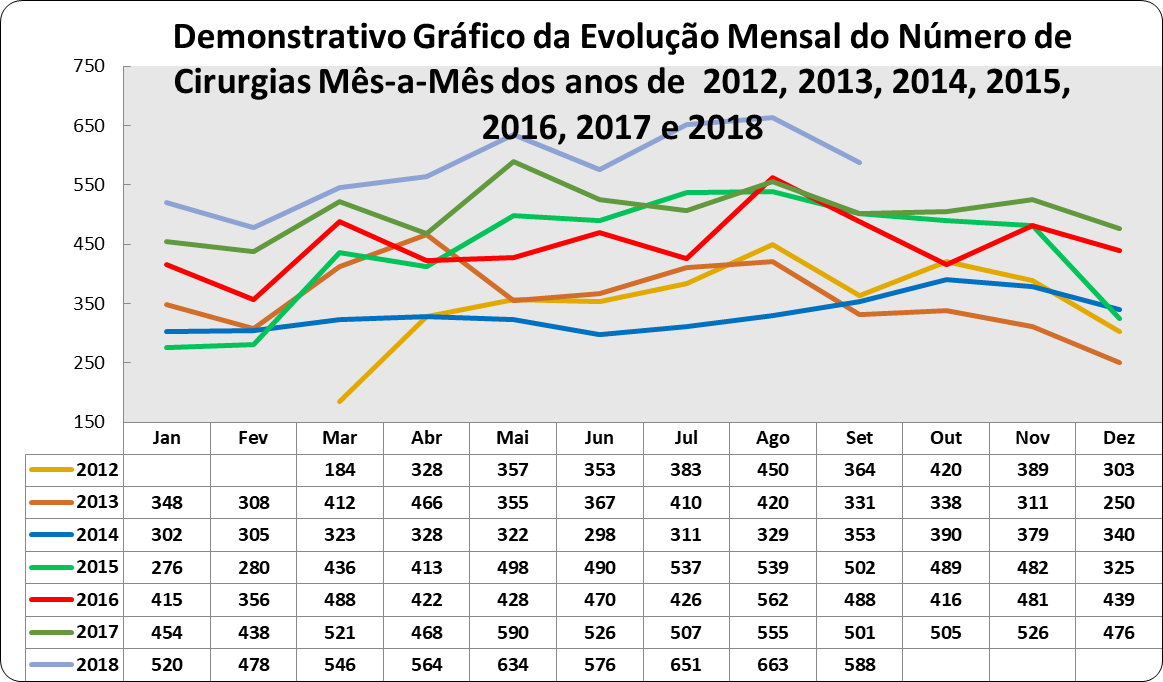 Demonstrativo Gráfico da Evolução Mensal do Número de
Cirurgias Mês-a-Mês dos anos de 2012, 2013, 2014, 2015,
2016, 2017 e 2018
750
650
550
450
350
250
150
Jan Fev Mar Abr Mai Jun Jul Ago Set Out Nov Dez
2012 184 328 357 353 383 450 364 420 389 303
2013 348 308 412 466 355 367 410 420 331 338 311 250
2014 302 305 323 328 322 298 311 329 353 390 379 340
2015 276 280 436 413 498 490 537 539 502 489 482 325
2016 415 356 488 422 428 470 426 562 488 416 481 439
2017 454 438 521 468 590 526 507 555 501 505 526 476
2018 520 478 546 564 634 576 651 663 588